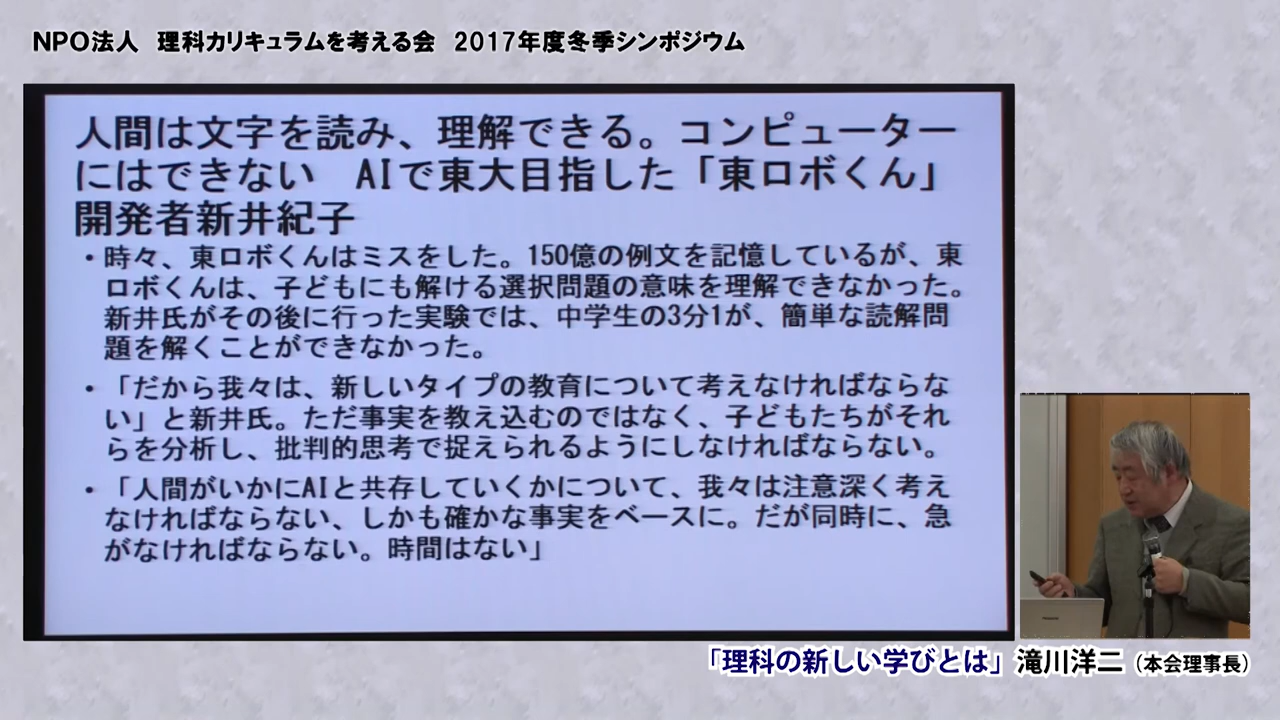 NPO法人　理科カリキュラムを考える会　2017年度冬季シンポジウム
人間は文字を読み、理解できる。コンピューター
にはできない　AIで東大目指した「東ロボくん」
開発者新井紀子
・時々、東ロボくんはミスをした。150億の例文を記憶しているが、東
ロボくんは、子どもにも解ける選択問題の意味を理解できなかった。
新井氏がその後に行った実験では、中学生の3分1が、簡単な読解問
題を解くことができなかった。
・「だから我々は、新しいタイプの教育について考えなければならな
い」と新井氏。ただ事実を教え込むのではなく、子どもたちがそれ
らを分析し、批判的思考で捉えられるようにしなければならない。
・「人間がいかにAIと共存していくかについて、我々は注意深く考え
なければならない、しかも確かな事実をベースに。だが同時に、急
がなければならない。時間はない」
「理科の新しい学びとは」滝川洋二（本会理事長）